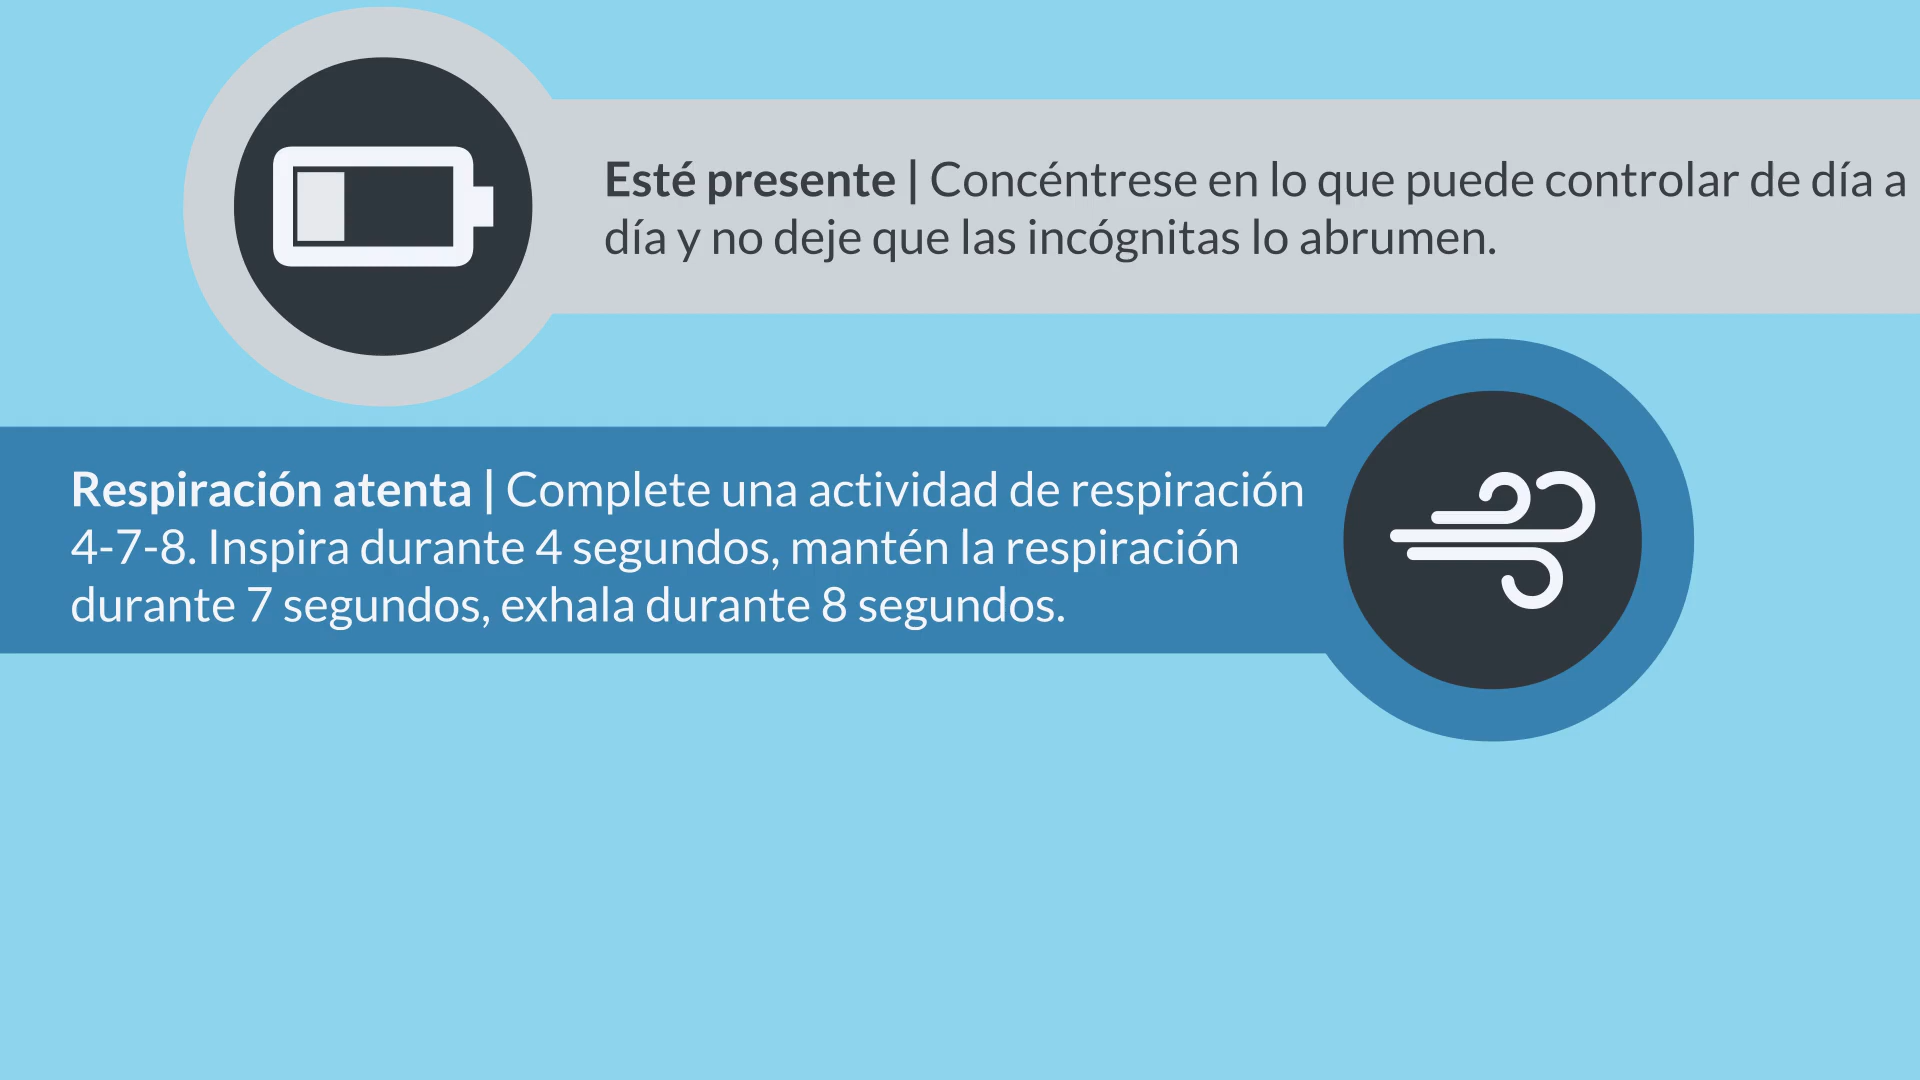 Esté presente | Concéntrese en lo que puede controlar de día a
día y no deje que las incógnitas lo abrumen.
Respiración atenta | Complete una actividad de respiración
4-7-8. Inspira durante 4 segundos, mantén la respiración
durante 7 segundos, exhala durante 8 segundos.